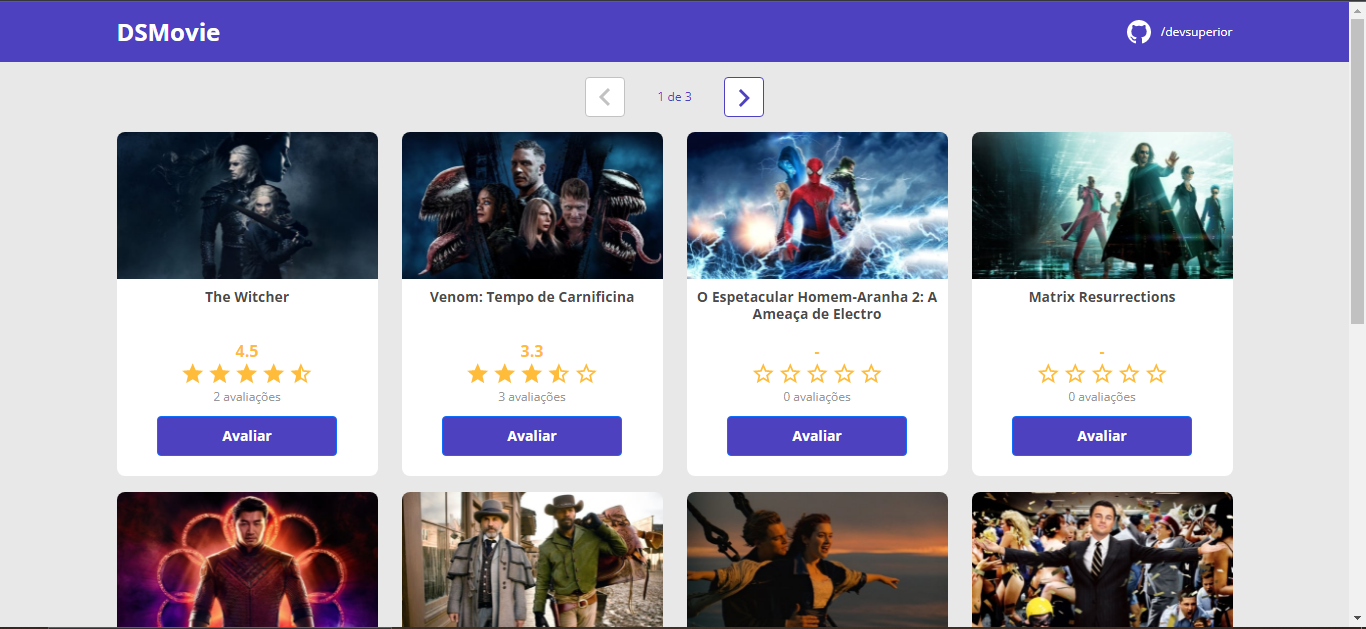 DSMovie
/devsuperior
1 de 3
The Witcher
4.5
2 avaliações
Avaliar
Venom: Tempo de Carnificina
3.3
3 avaliações
Avaliar
O Espetacular Homem-Aranha 2: A
Ameaça de Electro
-
0 avaliações
Avaliar
Matrix Resurrections
-
0 avaliações
Avaliar